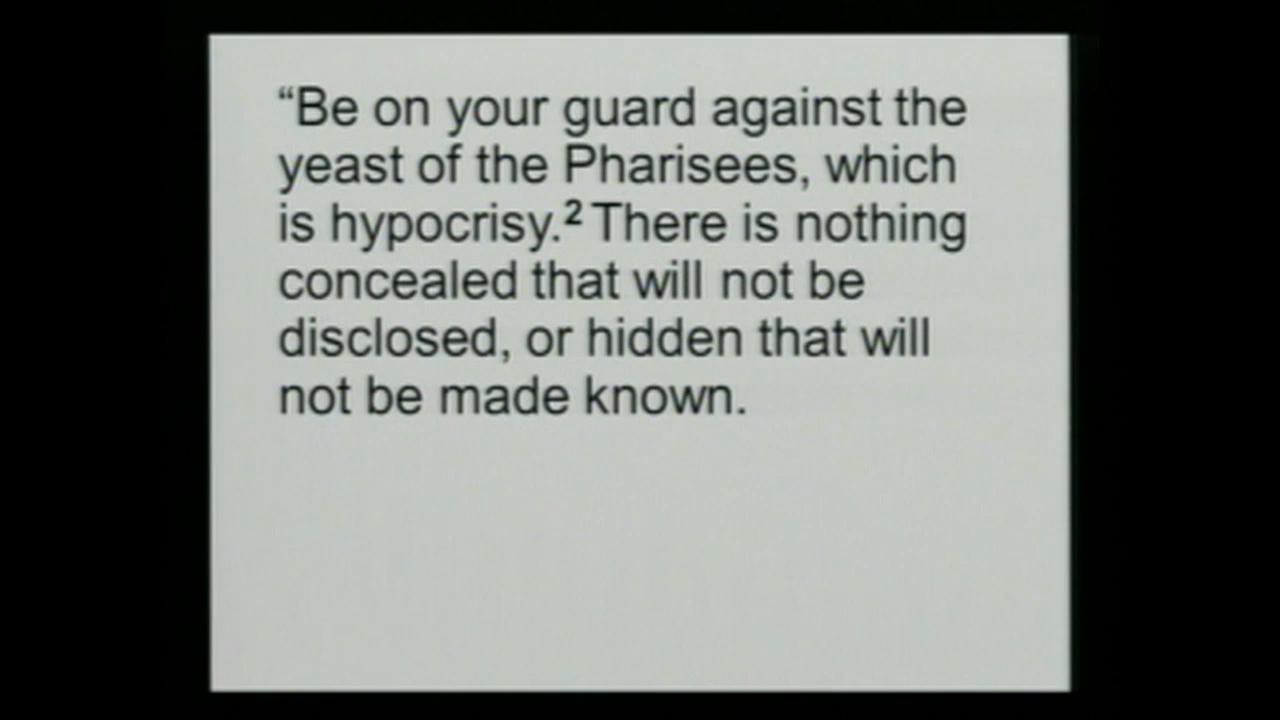 “Be on your guard against the
yeast of the Pharisees, which
is hypocrisy.² There is nothing
concealed that will not be
disclosed, or hidden that will
not be made known.